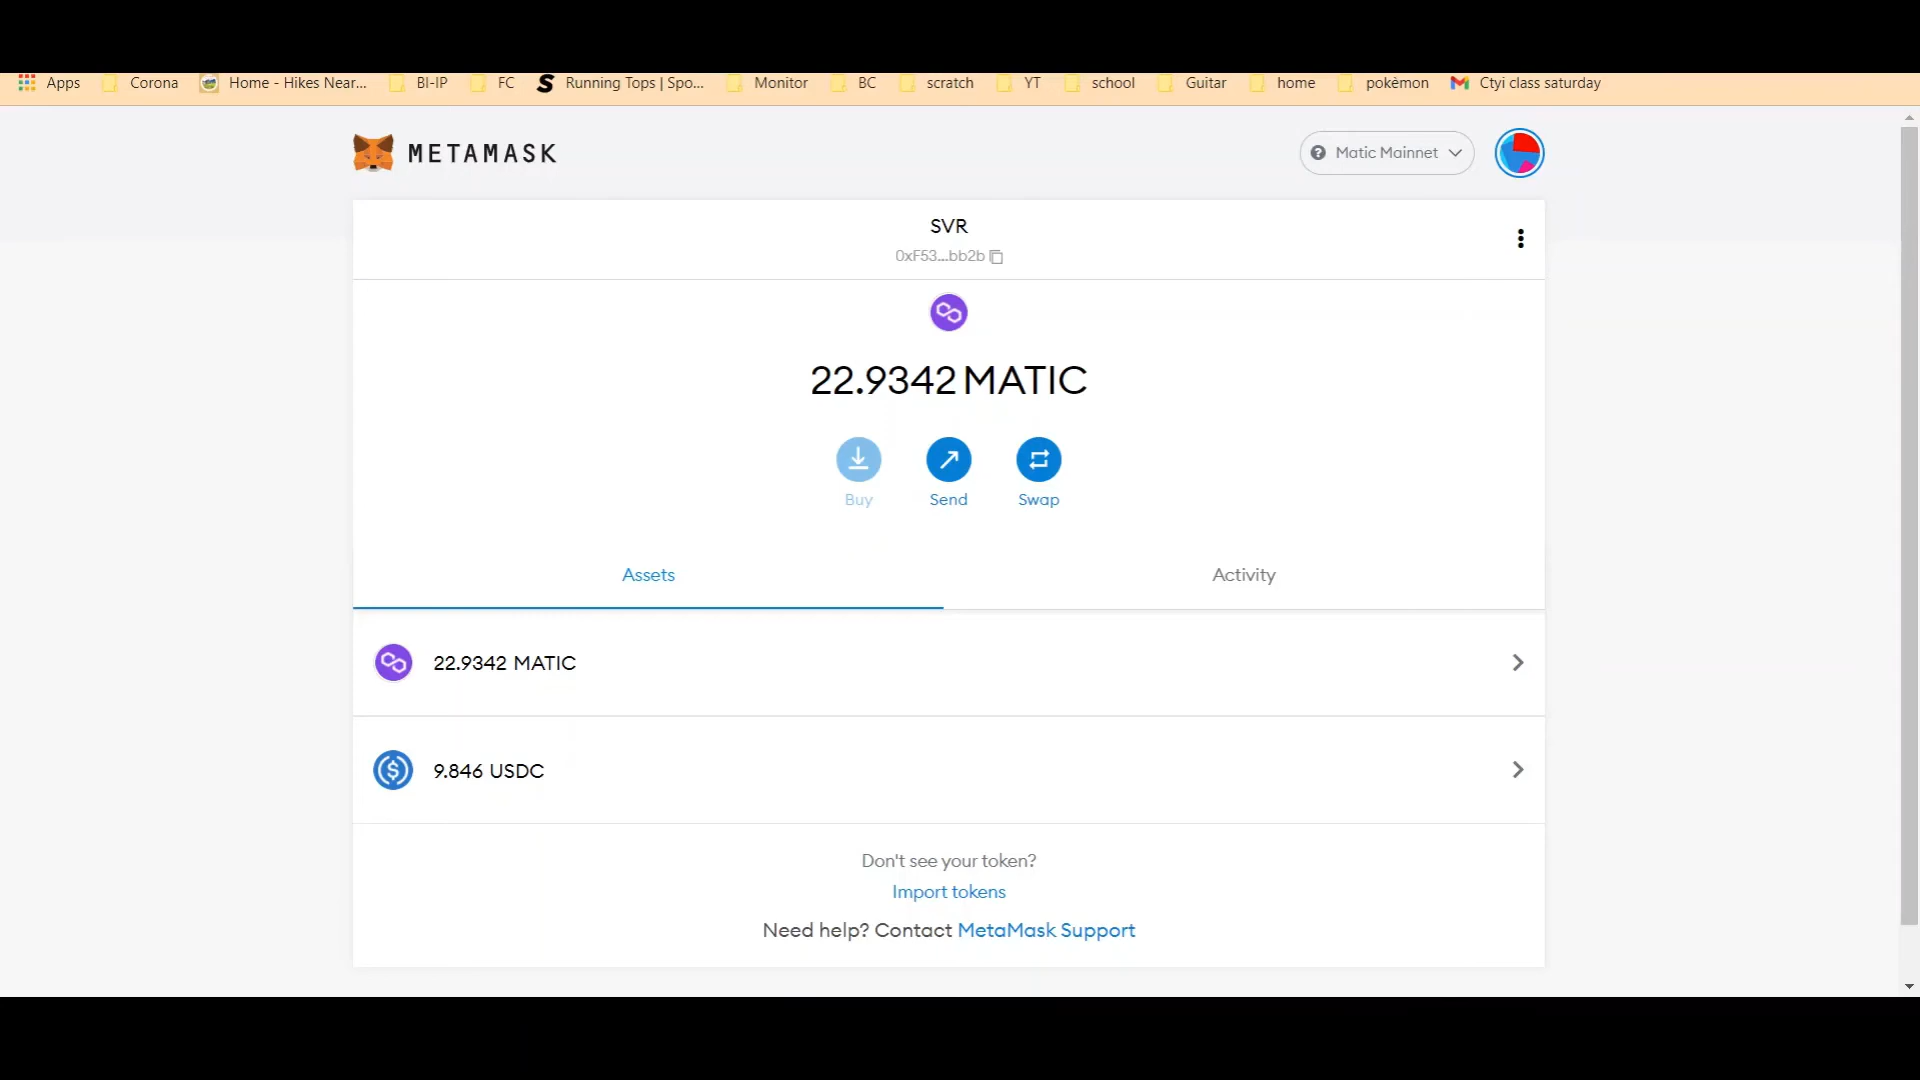 Apps Corona Home - Hikes Near... BI-IP FC Running Tops | Spo... Monitor BC scratch YT school Guitar home pokèmon Ctyi class saturday
METAMASK
Matic Mainnet
SVR
0xF53...bb2b
22.9342 MATIC
Buy Send Swap
Assets Activity
22.9342 MATIC
9.846 USDC
Don't see your token?
Import tokens
Need help? Contact MetaMask Support